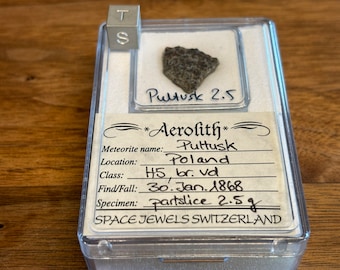 T
S
Pultusk 2.5
Aerolith
Meteorite name: Pultusk
Location: Poland
Class: H5, br. vd
Find/Fall: 30. Jan. 1868
Specimen: partslice 2.5 g
SPACE JEWELS SWITZERLAND